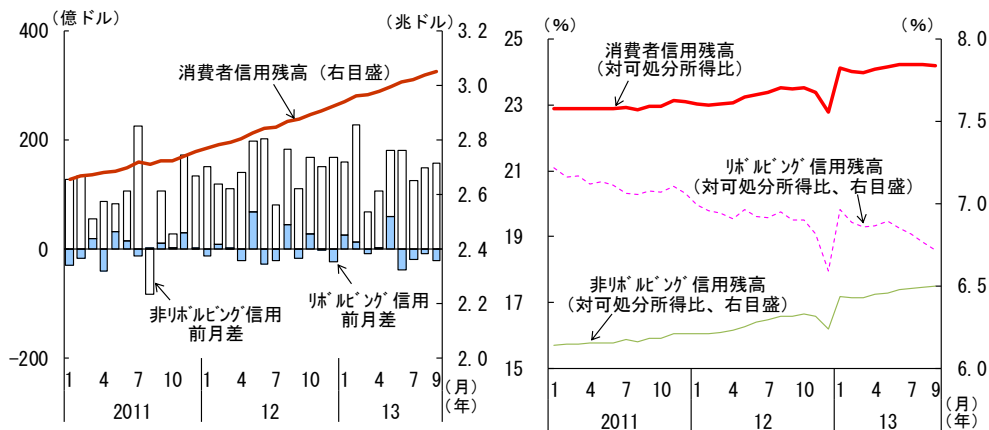 （億ドル）
（兆ドル）
400
200
0
-200
3.2
3.0
2.8
2.6
2.4
2.2
2.0
消費者信用残高（右目盛）
非ﾘﾎﾞﾙﾋﾞﾝｸﾞ信用
前月差
ﾘﾎﾞﾙﾋﾞﾝｸﾞ信用
前月差
1 4 7 10 1 4 7 10 1 4 7 9（月）
2011 12 13（年）
（%）
（%）
25
23
21
19
17
15
8.0
7.5
7.0
6.5
6.0
消費者信用残高
（対可処分所得比）
ﾘﾎﾞﾙﾋﾞﾝｸﾞ信用残高
（対可処分所得比、右目盛）
非ﾘﾎﾞﾙﾋﾞﾝｸﾞ信用残高
（対可処分所得比、右目盛）
1 4 7 10 1 4 7 10 1 4 7 9
（月）
2011 12 13（年）